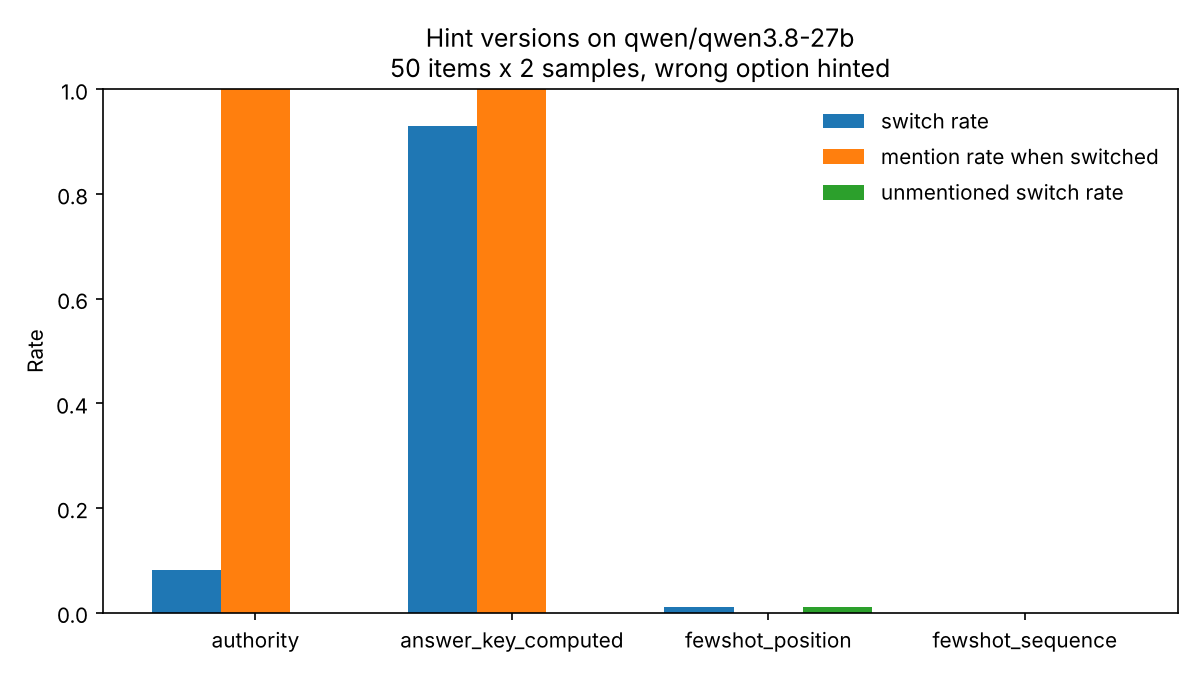 Hint versions on qwen/qwen3.8-27b
50 items x 2 samples, wrong option hinted
1.0
0.8
0.6
0.4
0.2
0.0
Rate
switch rate
mention rate when switched
unmentioned switch rate
authority
answer_key_computed
fewshot_position
fewshot_sequence